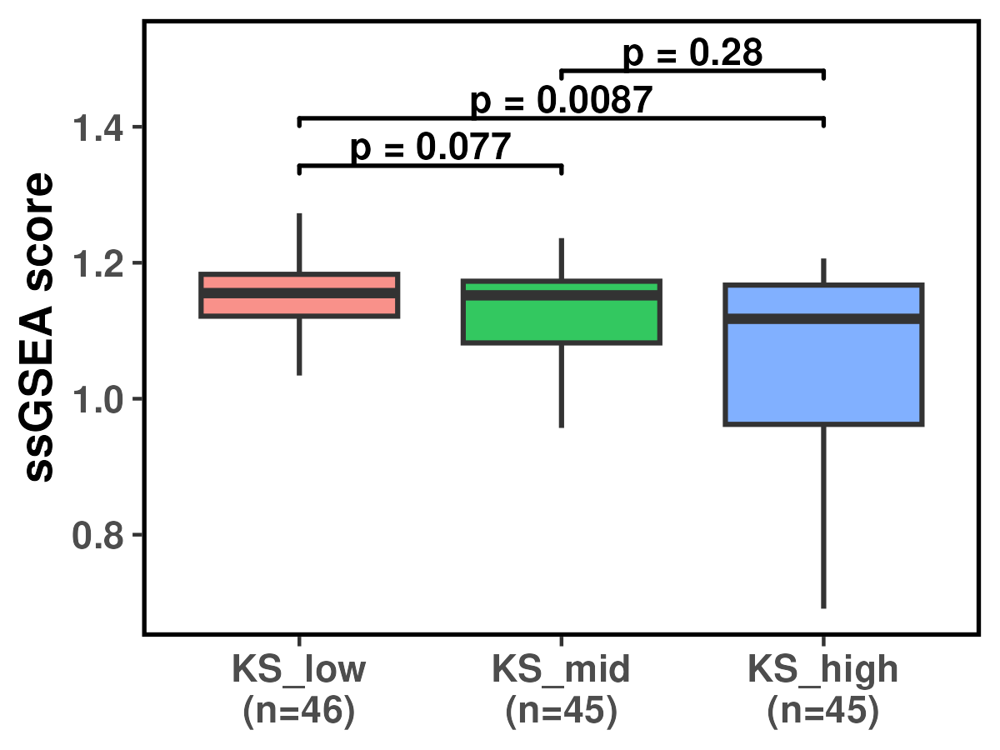 p = 0.28
p = 0.0087
p = 0.077
ssGSEA score
1.4
1.2
1.0
0.8
KS_low
(n=46)
KS_mid
(n=45)
KS_high
(n=45)